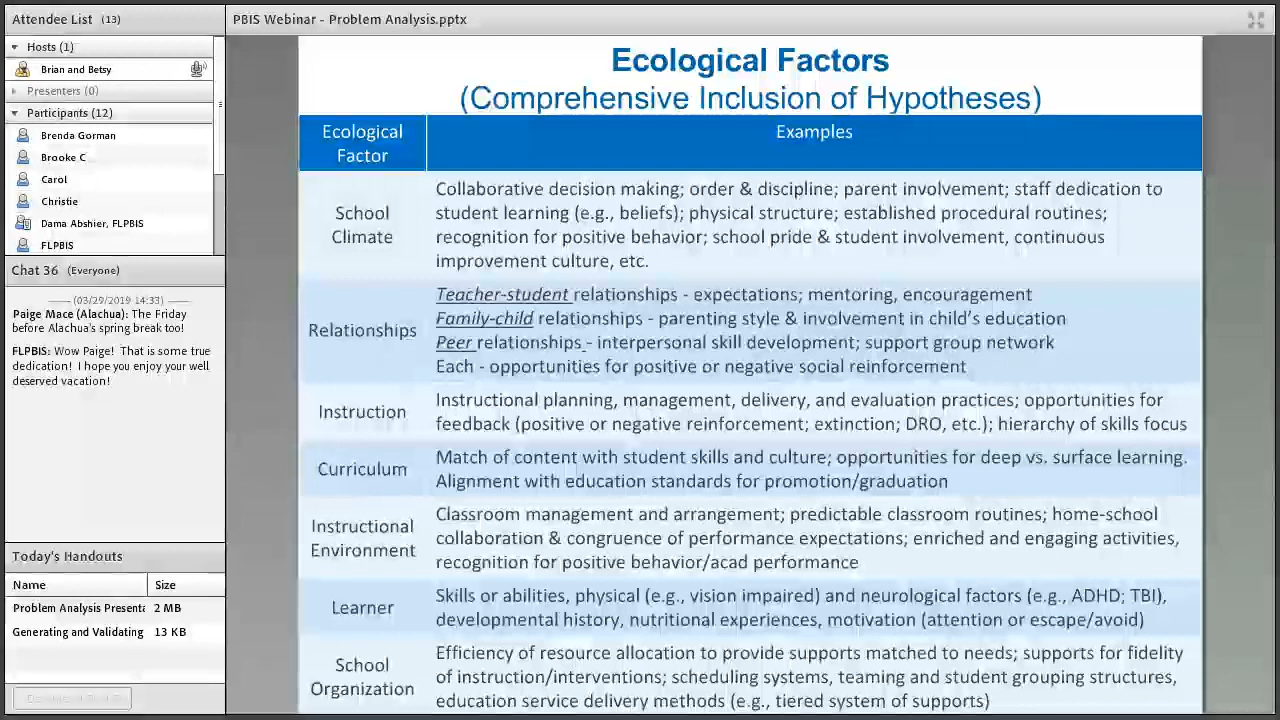 Attendee List (13)
Hosts (1)
Brian and Betsy
Presenters (0)
Participants (12)
Brenda Gorman
Brooke C
Carol
Christie
Dama Abshier, FLPBIS
FLPBIS
Chat 36 (Everyone)
(03/29/2019 14:33)
Paige Mace (Alachua): The Friday
before Alachua's spring break too!
FLPBIS: Wow Paige! That is some true
dedication! I hope you enjoy your well
deserved vacation!
Today's Handouts
Name Size
Problem Analysis Presenta 2 MB
Generating and Validating 13 KB
PBIS Webinar - Problem Analysis.pptx
Ecological Factors
(Comprehensive Inclusion of Hypotheses)
Ecological
Factor
Examples
School
Climate
Collaborative decision making; order & discipline; parent involvement; staff dedication to
student learning (e.g., beliefs); physical structure; established procedural routines;
recognition for positive behavior; school pride & student involvement, continuous
improvement culture, etc.
Relationships
Teacher-student relationships - expectations; mentoring, encouragement
Family-child relationships - parenting style & involvement in child's education
Peer relationships - interpersonal skill development; support group network
Each - opportunities for positive or negative social reinforcement
Instruction
Instructional planning, management, delivery, and evaluation practices; opportunities for
feedback (positive or negative reinforcement; extinction; DRO, etc.); hierarchy of skills focus
Curriculum
Match of content with student skills and culture; opportunities for deep vs. surface learning.
Alignment with education standards for promotion/graduation
Instructional
Environment
Classroom management and arrangement; predictable classroom routines; home-school
collaboration & congruence of performance expectations; enriched and engaging activities,
recognition for positive behavior/acad performance
Learner
Skills or abilities, physical (e.g., vision impaired) and neurological factors (e.g., ADHD; TBI),
developmental history, nutritional experiences, motivation (attention or escape/avoid)
School
Organization
Efficiency of resource allocation to provide supports matched to needs; supports for fidelity
of instruction/interventions; scheduling systems, teaming and student grouping structures,
education service delivery methods (e.g., tiered system of supports)